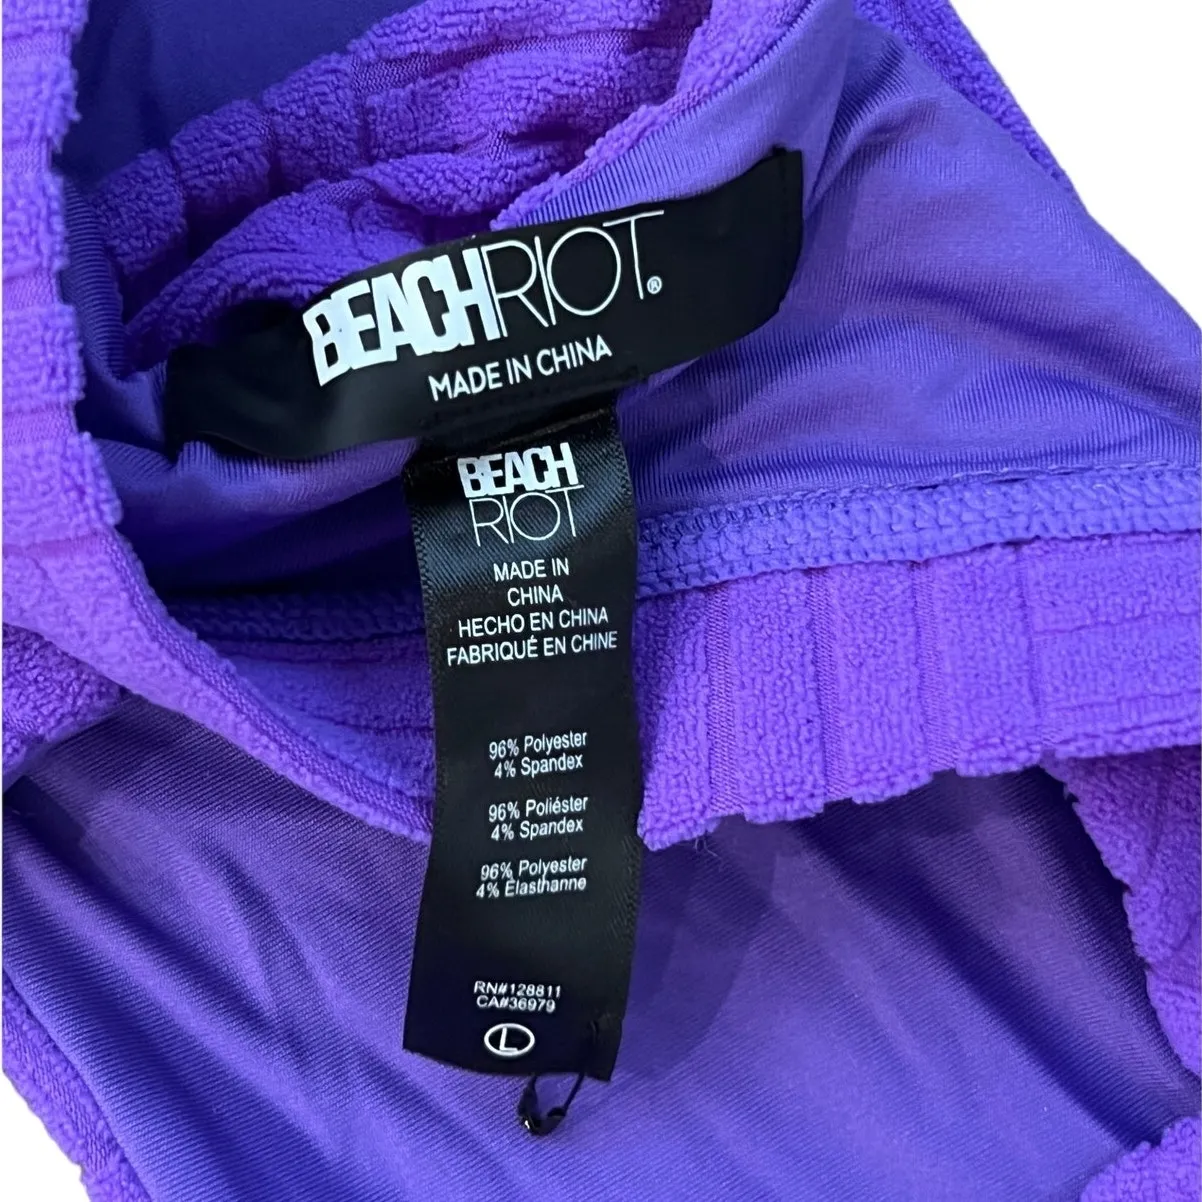 BEACHRIOT®
MADE IN CHINA
BEACH
RIOT
MADE IN
CHINA
HECHO EN CHINA
FABRIQUÉ EN CHINE
96% Polyester
4% Spandex
96% Poliéster
4% Spandex
96% Polyester
4% Élasthanne
RN#128811
CA#36979
L